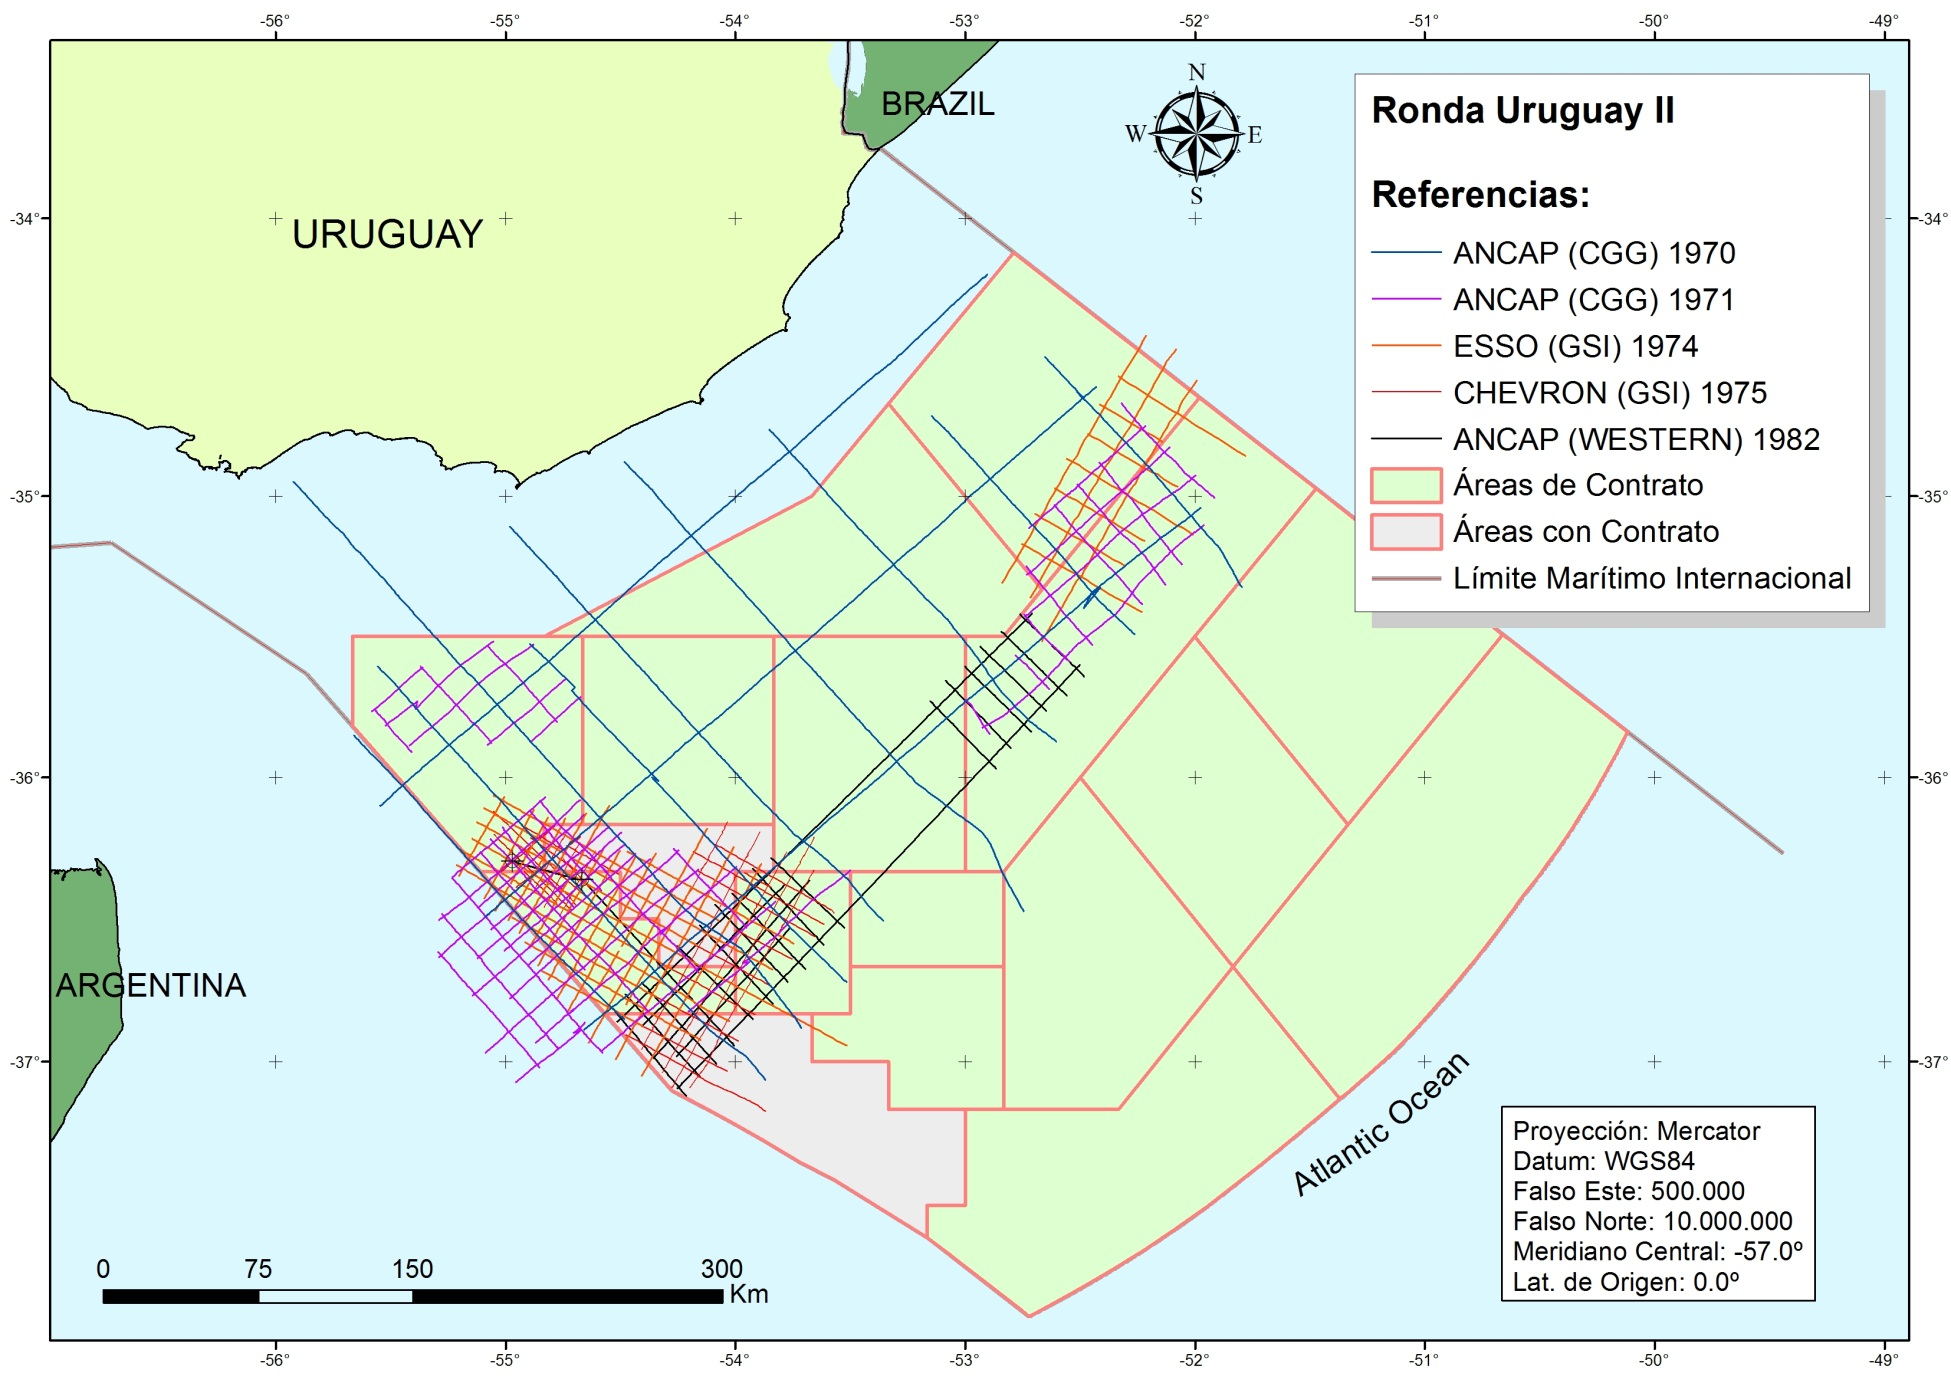 -56°
-55°
-54°
-53°
-52°
-51°
-50°
-49°
BRAZIL
N
W
E
S
Ronda Uruguay II
Referencias:
ANCAP (CGG) 1970
ANCAP (CGG) 1971
ESSO (GSI) 1974
CHEVRON (GSI) 1975
ANCAP (WESTERN) 1982
Áreas de Contrato
Áreas con Contrato
Límite Marítimo Internacional
-34°
-34°
URUGUAY
-35°
-35°
-36°
-36°
ARGENTINA
-37°
-37°
Atlantic Ocean
Proyección: Mercator
Datum: WGS84
Falso Este: 500.000
Falso Norte: 10.000.000
Meridiano Central: -57.0º
Lat. de Origen: 0.0º
0 75 150 300
Km
-56°
-55°
-54°
-53°
-52°
-51°
-50°
-49°